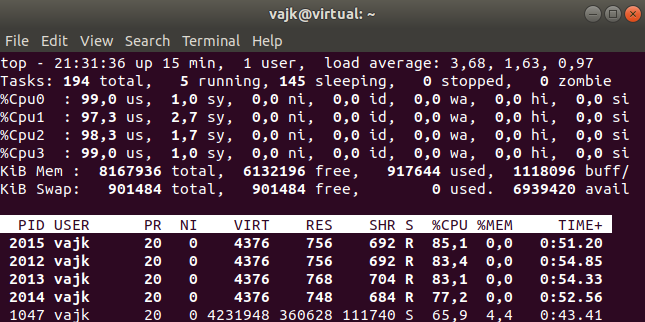 vajk@virtual: ~
File Edit View Search Terminal Help
top - 21:31:36 up 15 min,  1 user,  load average: 3,68, 1,63, 0,97
Tasks: 194 total,   5 running, 145 sleeping,   0 stopped,   0 zombie
%Cpu0  : 99,0 us,  1,0 sy,  0,0 ni,  0,0 id,  0,0 wa,  0,0 hi,  0,0 si
%Cpu1  : 97,3 us,  2,7 sy,  0,0 ni,  0,0 id,  0,0 wa,  0,0 hi,  0,0 si
%Cpu2  : 98,3 us,  1,7 sy,  0,0 ni,  0,0 id,  0,0 wa,  0,0 hi,  0,0 si
%Cpu3  : 99,0 us,  1,0 sy,  0,0 ni,  0,0 id,  0,0 wa,  0,0 hi,  0,0 si
KiB Mem :  8167936 total,  6132196 free,   917644 used,  1118096 buff/
KiB Swap:   901484 total,   901484 free,        0 used.  6939420 avail
PID USER      PR  NI    VIRT    RES    SHR S  %CPU %MEM     TIME+
2015 vajk      20   0    4376    756    692 R  85,1  0,0   0:51.20
2012 vajk      20   0    4376    756    692 R  83,4  0,0   0:54.85
2013 vajk      20   0    4376    768    704 R  83,1  0,0   0:54.33
2014 vajk      20   0    4376    748    684 R  77,2  0,0   0:52.56
1047 vajk      20   0 4231948 360628 111740 S  65,9  4,4   0:43.41